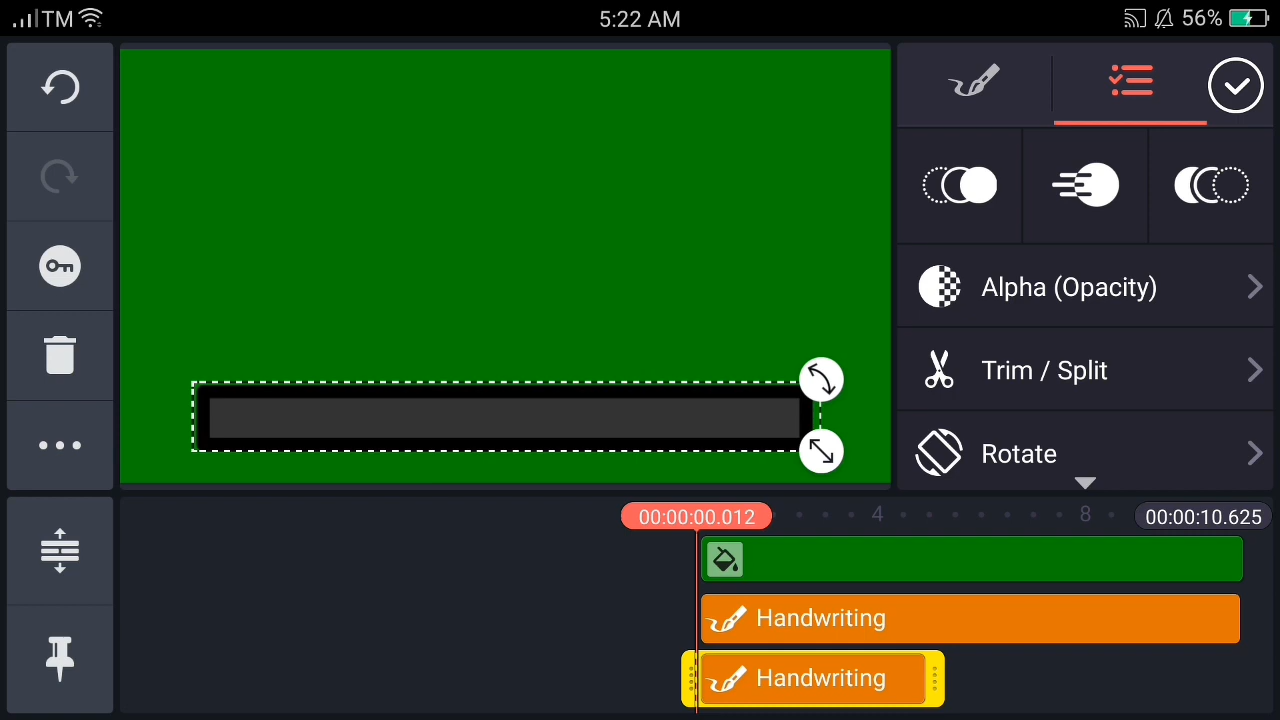 TM 5:22 AM 56%
Alpha (Opacity)
Trim / Split
Rotate
00:00:00.012 4 8 00:00:10.625
Handwriting
Handwriting